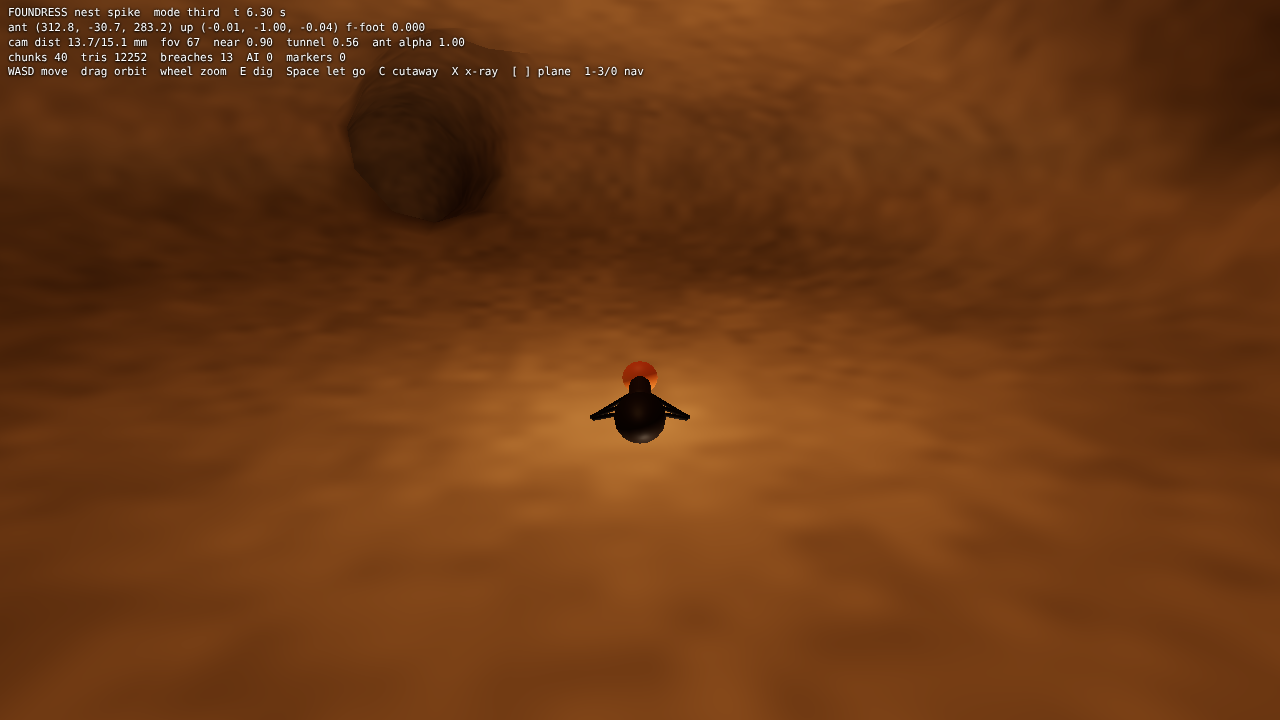 FOUNDRESS nest spike  mode third  t 6.30 s
ant (312.8, -30.7, 283.2) up (-0.01, -1.00, -0.04) f-foot 0.000
cam dist 13.7/15.1 mm  fov 67  near 0.90  tunnel 0.56  ant alpha 1.00
chunks 40  tris 12252  breaches 13  AI 0  markers 0
WASD move  drag orbit  wheel zoom  E dig  Space let go  C cutaway  X x-ray  [ ] plane  1-3/0 nav